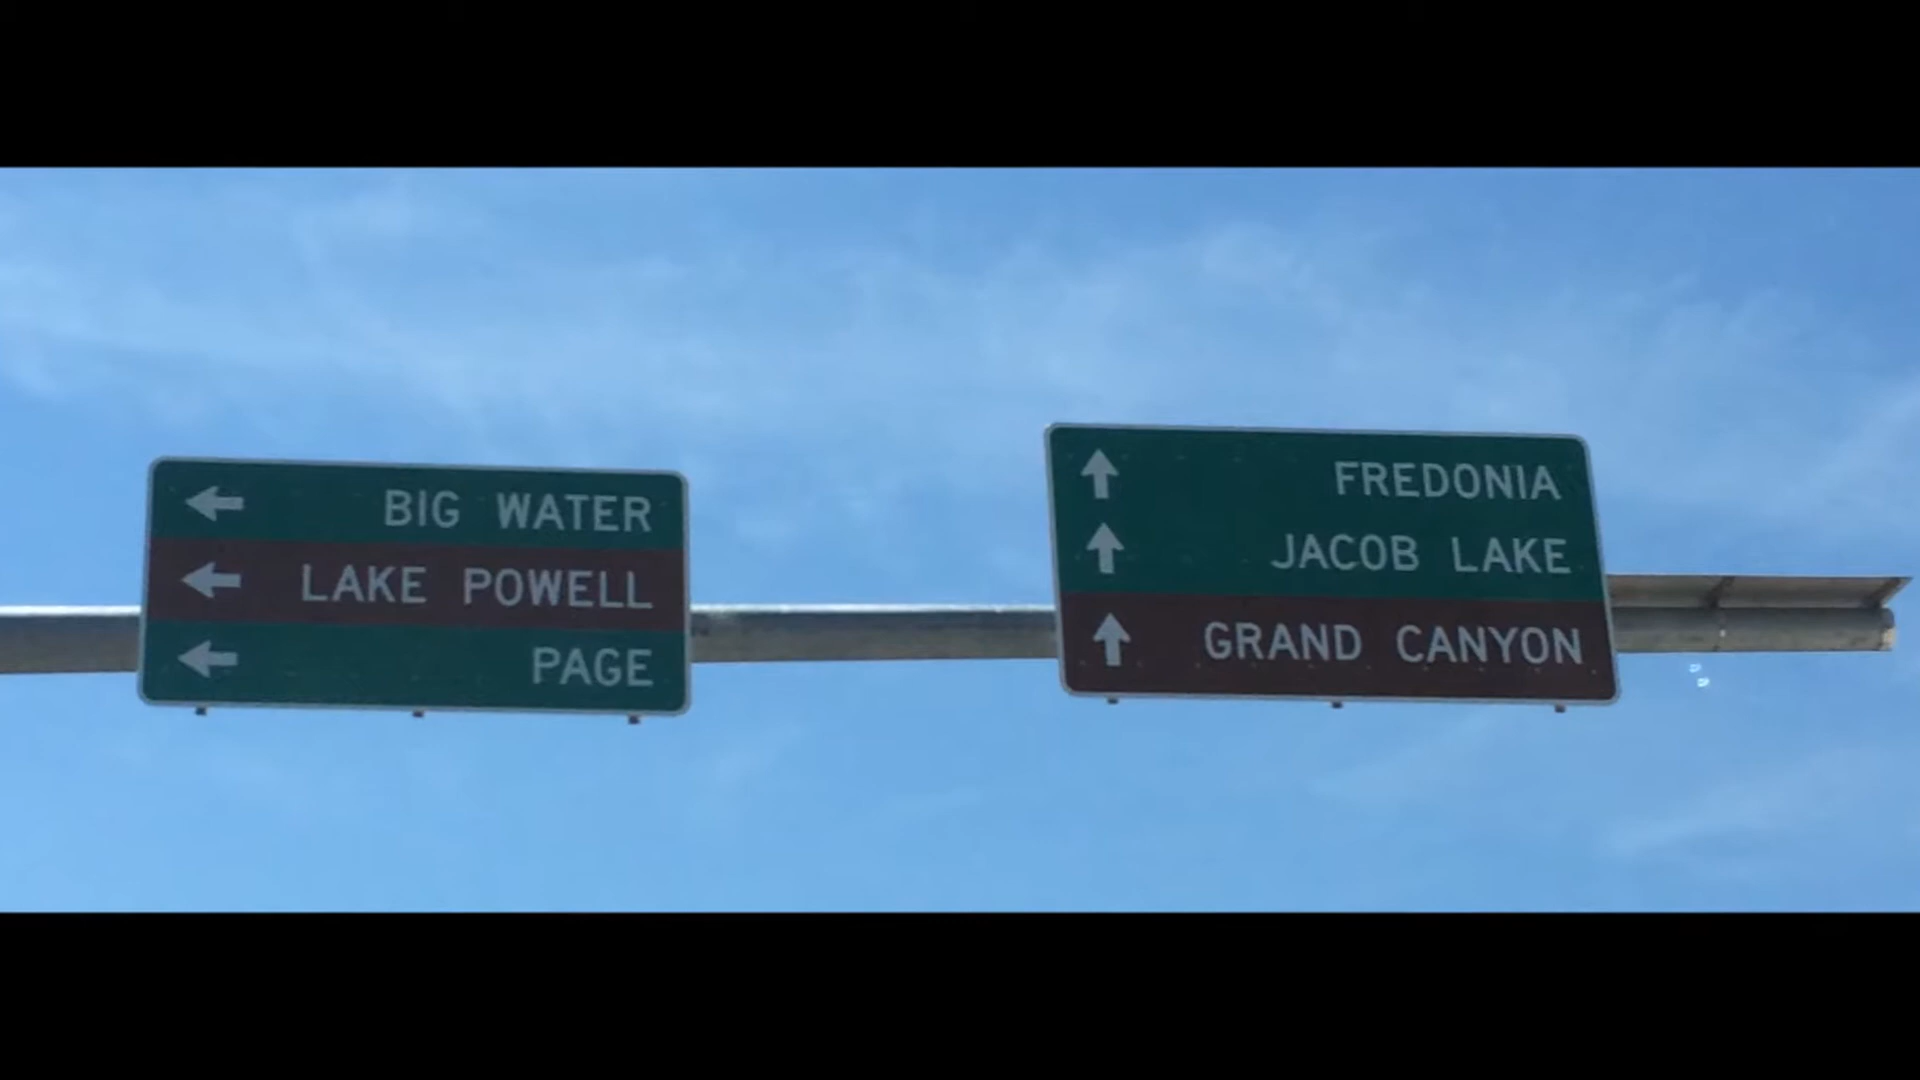 BIG WATER
LAKE POWELL
PAGE
FREDONIA
JACOB LAKE
GRAND CANYON